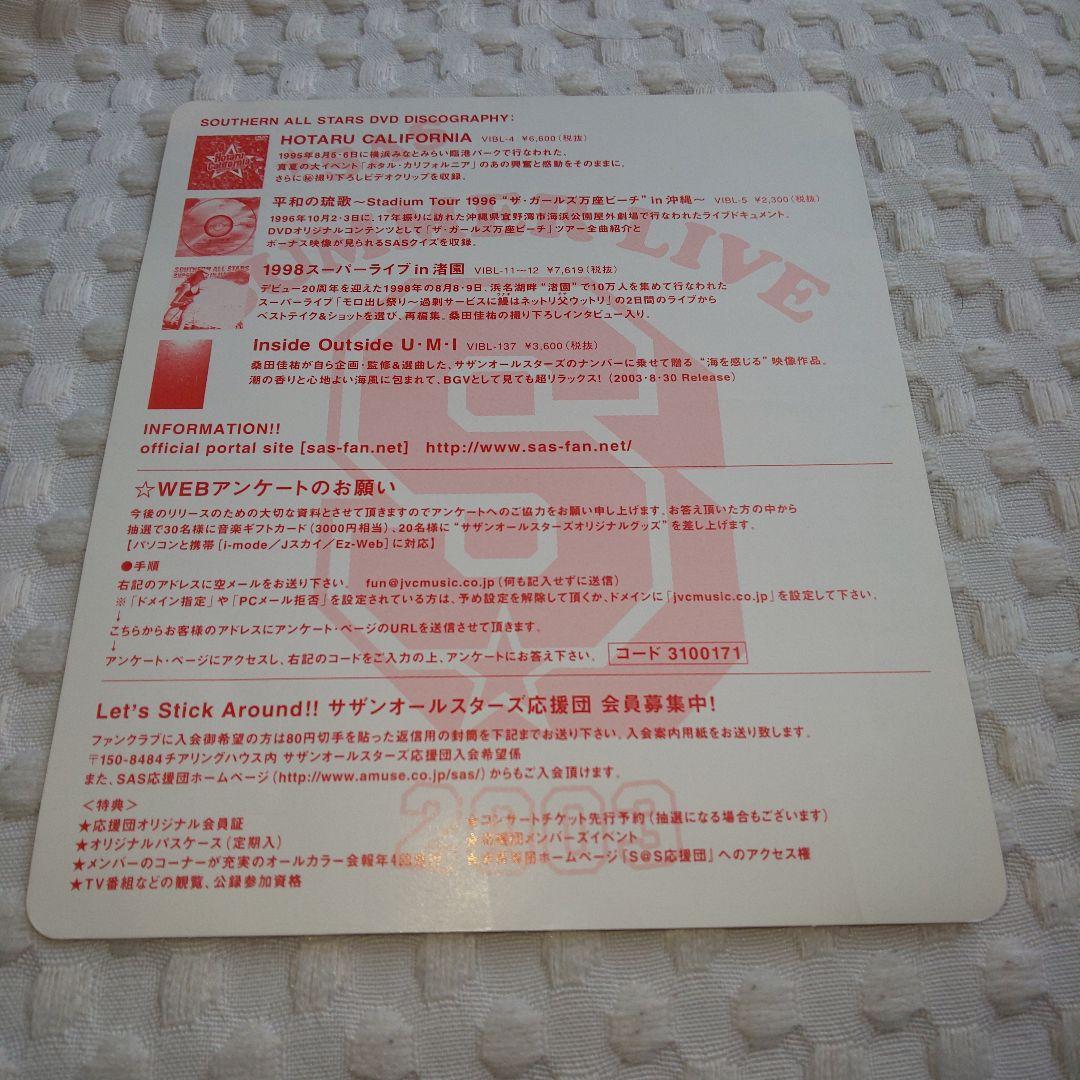 SOUTHERN ALL STARS DVD DISCOGRAPHY:
HOTARU CALIFORNIA VIBL-4 ¥6,600(税抜)
1995年8月5・6日に横浜みなとみらい臨港パークで行なわれた、
真夏の大イベント「ホタル・カリフォルニア」のあの興奮と感動をそのままに。
さらに㊙撮り下ろしビデオクリップを収録。
Hotaru
California
平和の琉歌〜Stadium Tour 1996 “ザ・ガールズ万座ビーチ” in 沖縄〜 VIBL-5 ¥2,300(税抜)
1996年10月2・3日に、17年振りに訪れた沖縄県宜野湾市海浜公園屋外劇場で行なわれたライブドキュメント。
DVDオリジナルコンテンツとして「ザ・ガールズ万座ビーチ」ツアー全曲紹介と
ボーナス映像が見られるSASクイズを収録。
SOUTHERN ALL STARS
1998スーパーライブ in 渚園 VIBL-11〜12 ¥7,619(税抜)
デビュー20周年を迎えた1998年の8月8・9日、浜名湖畔“渚園”で10万人を集めて行なわれた
スーパーライブ「モロ出し祭り〜過剰サービスに鰻はネットリ父ウットリ」の2日間のライブから
ベストテイク&ショットを選び、再編集。桑田佳祐の撮り下ろしインタビュー入り。
Inside Outside U・M・I VIBL-137 ¥3,600(税抜)
桑田佳祐が自ら企画・監修&選曲した、サザンオールスターズのナンバーに乗せて贈る“海を感じる”映像作品。
潮の香りと心地よい海風に包まれて、BGVとして見ても超リラックス!(2003・8・30 Release)
INFORMATION!!
official portal site [sas-fan.net] http://www.sas-fan.net/
☆WEBアンケートのお願い
今後のリリースのための大切な資料とさせて頂きますのでアンケートへのご協力をお願い申し上げます。お答え頂いた方の中から
抽選で30名様に音楽ギフトカード(3000円相当)、20名様に“サザンオールスターズオリジナルグッズ”を差し上げます。
【パソコンと携帯[i-mode/Jスカイ/Ez-Web]に対応】
●手順
右記のアドレスに空メールをお送り下さい。 fun@jvcmusic.co.jp(何も記入せずに送信)
※「ドメイン指定」や「PCメール拒否」を設定されている方は、予め設定を解除して頂くか、ドメインに「jvcmusic.co.jp」を設定して下さい。
↓
こちらからお客様のアドレスにアンケート・ページのURLを送信させて頂きます。
↓
アンケート・ページにアクセスし、右記のコードをご入力の上、アンケートにお答え下さい。 コード 3100171
Let's Stick Around!! サザンオールスターズ応援団 会員募集中!
ファンクラブに入会御希望の方は80円切手を貼った返信用の封筒を下記までお送り下さい、入会案内用紙をお送り致します。
〒150-8484チアリングハウス内 サザンオールスターズ応援団入会希望係
また、SAS応援団ホームページ(http://www.amuse.co.jp/sas/)からもご入会頂けます。
<特典>
★応援団オリジナル会員証
★オリジナルパスケース(定期入)
★メンバーのコーナーが充実のオールカラー会報年4回
★TV番組などの観覧、公録参加資格
★コンサートチケット先行予約(抽選になる場合もございます)
★応援団メンバーズイベント
★応援団ホームページ「S@S応援団」へのアクセス権
LIVE
S
2003